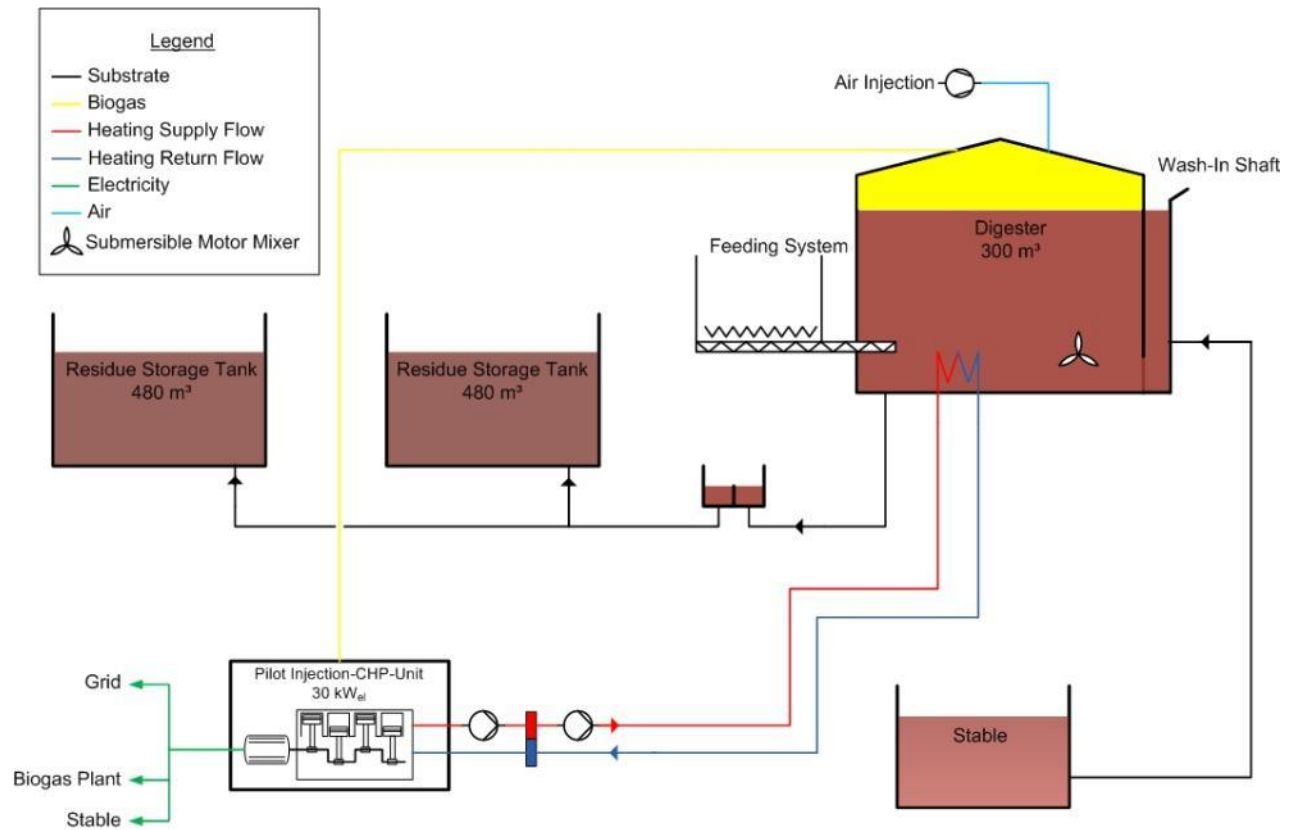 Legend
Substrate
Biogas
Heating Supply Flow
Heating Return Flow
Electricity
Air
Submersible Motor Mixer
Air Injection
Wash-In Shaft
Digester
300 m³
Feeding System
Residue Storage Tank
480 m³
Residue Storage Tank
480 m³
Pilot Injection-CHP-Unit
30 kWel
Grid
Biogas Plant
Stable
Stable